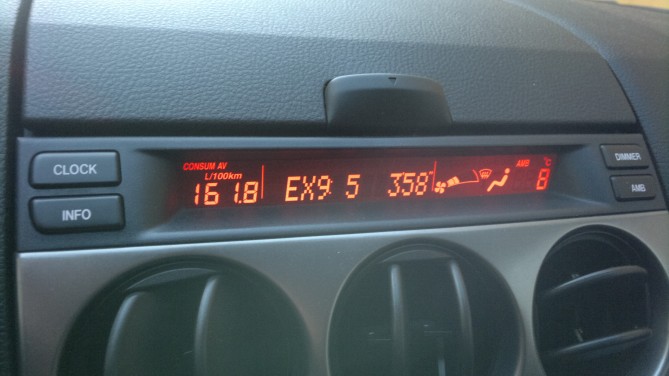 CLOCK
INFO
CONSUM AV
L/100km
161.8
EX9 5 358°
AMB °C
8
DIMMER
AMB